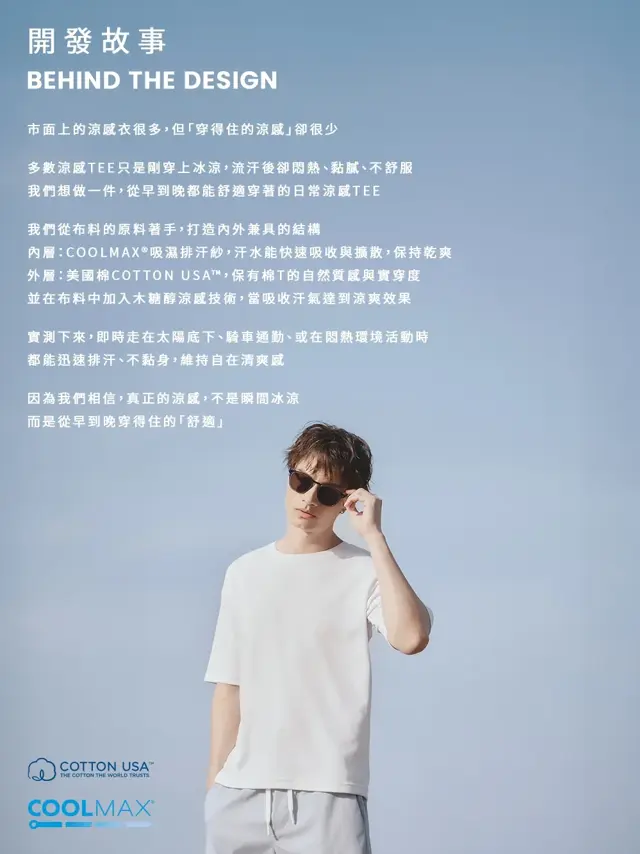 開發故事
BEHIND THE DESIGN
市面上的涼感衣很多,但「穿得住的涼感」卻很少
多數涼感TEE只是剛穿上冰涼,流汗後卻悶熱、黏膩、不舒服
我們想做一件,從早到晚都能舒適穿著的日常涼感TEE
我們從布料的原料著手,打造內外兼具的結構
內層:COOLMAX®吸濕排汗紗,汗水能快速吸收與擴散,保持乾爽
外層:美國棉COTTON USA™,保有棉T的自然質感與實穿度
並在布料中加入木糖醇涼感技術,當吸收汗氣達到涼爽效果
實測下來,即時走在太陽底下、騎車通勤、或在悶熱環境活動時
都能迅速排汗、不黏身,維持自在清爽感
因為我們相信,真正的涼感,不是瞬間冰涼
而是從早到晚穿得住的「舒適」
COTTON USA™
THE COTTON THE WORLD TRUSTS
COOLMAX®